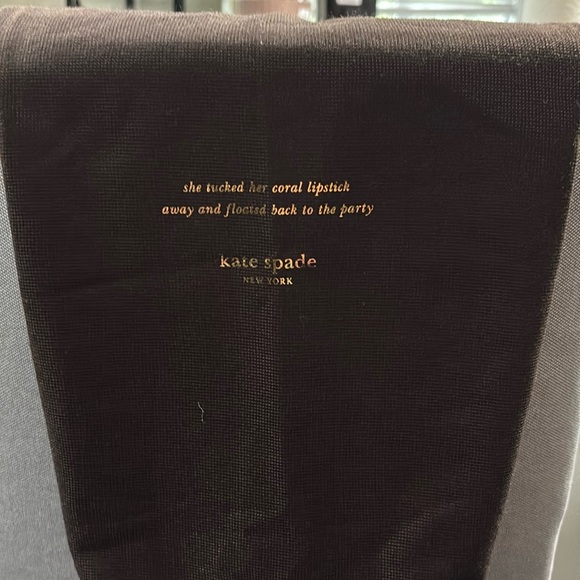 she tucked her coral lipstick
away and floated back to the party
kate spade
NEW YORK